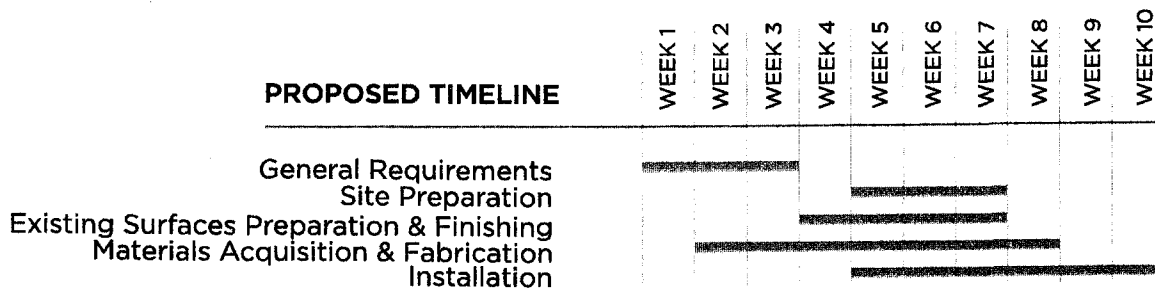 WEEK 1
WEEK 2
WEEK 3
WEEK 4
WEEK 5
WEEK 6
WEEK 7
WEEK 8
WEEK 9
WEEK 10
PROPOSED TIMELINE
General Requirements
Site Preparation
Existing Surfaces Preparation & Finishing
Materials Acquisition & Fabrication
Installation